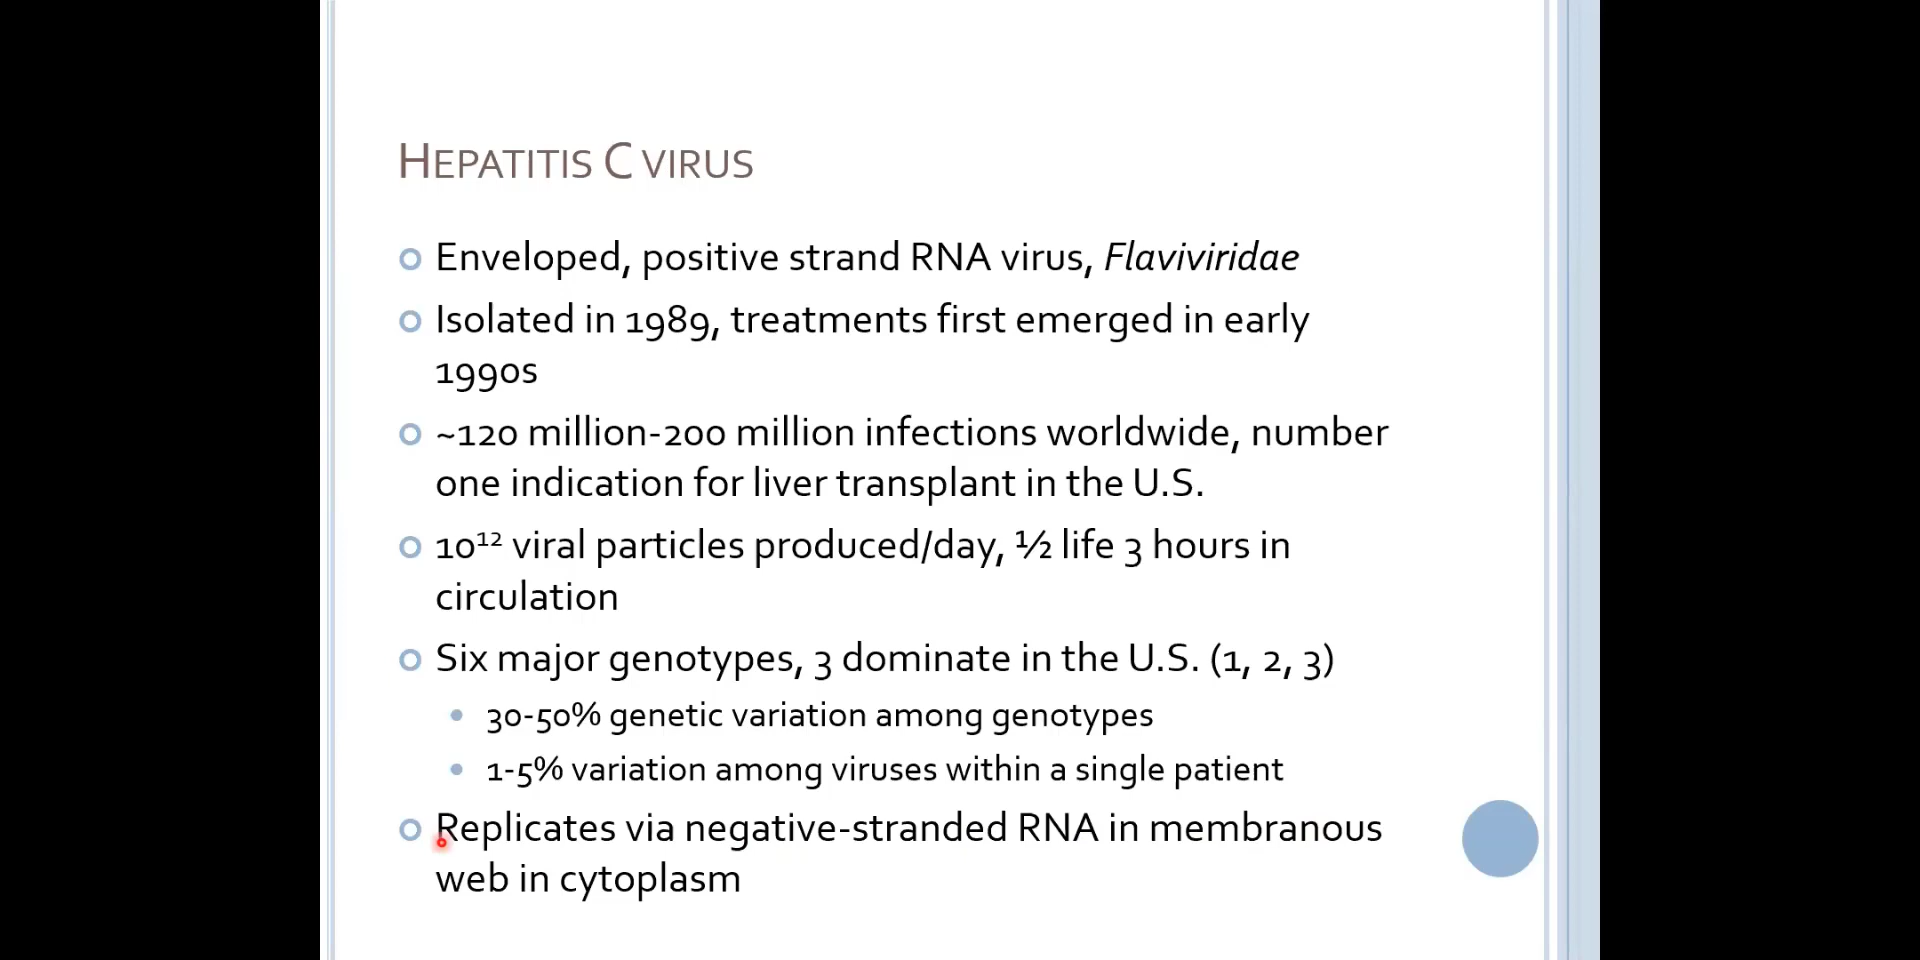 HEPATITIS C VIRUS
Enveloped, positive strand RNA virus, Flaviviridae
Isolated in 1989, treatments first emerged in early
1990s
~120 million-200 million infections worldwide, number
one indication for liver transplant in the U.S.
10¹² viral particles produced/day, ½ life 3 hours in
circulation
Six major genotypes, 3 dominate in the U.S. (1, 2, 3)
30-50% genetic variation among genotypes
1-5% variation among viruses within a single patient
Replicates via negative-stranded RNA in membranous
web in cytoplasm